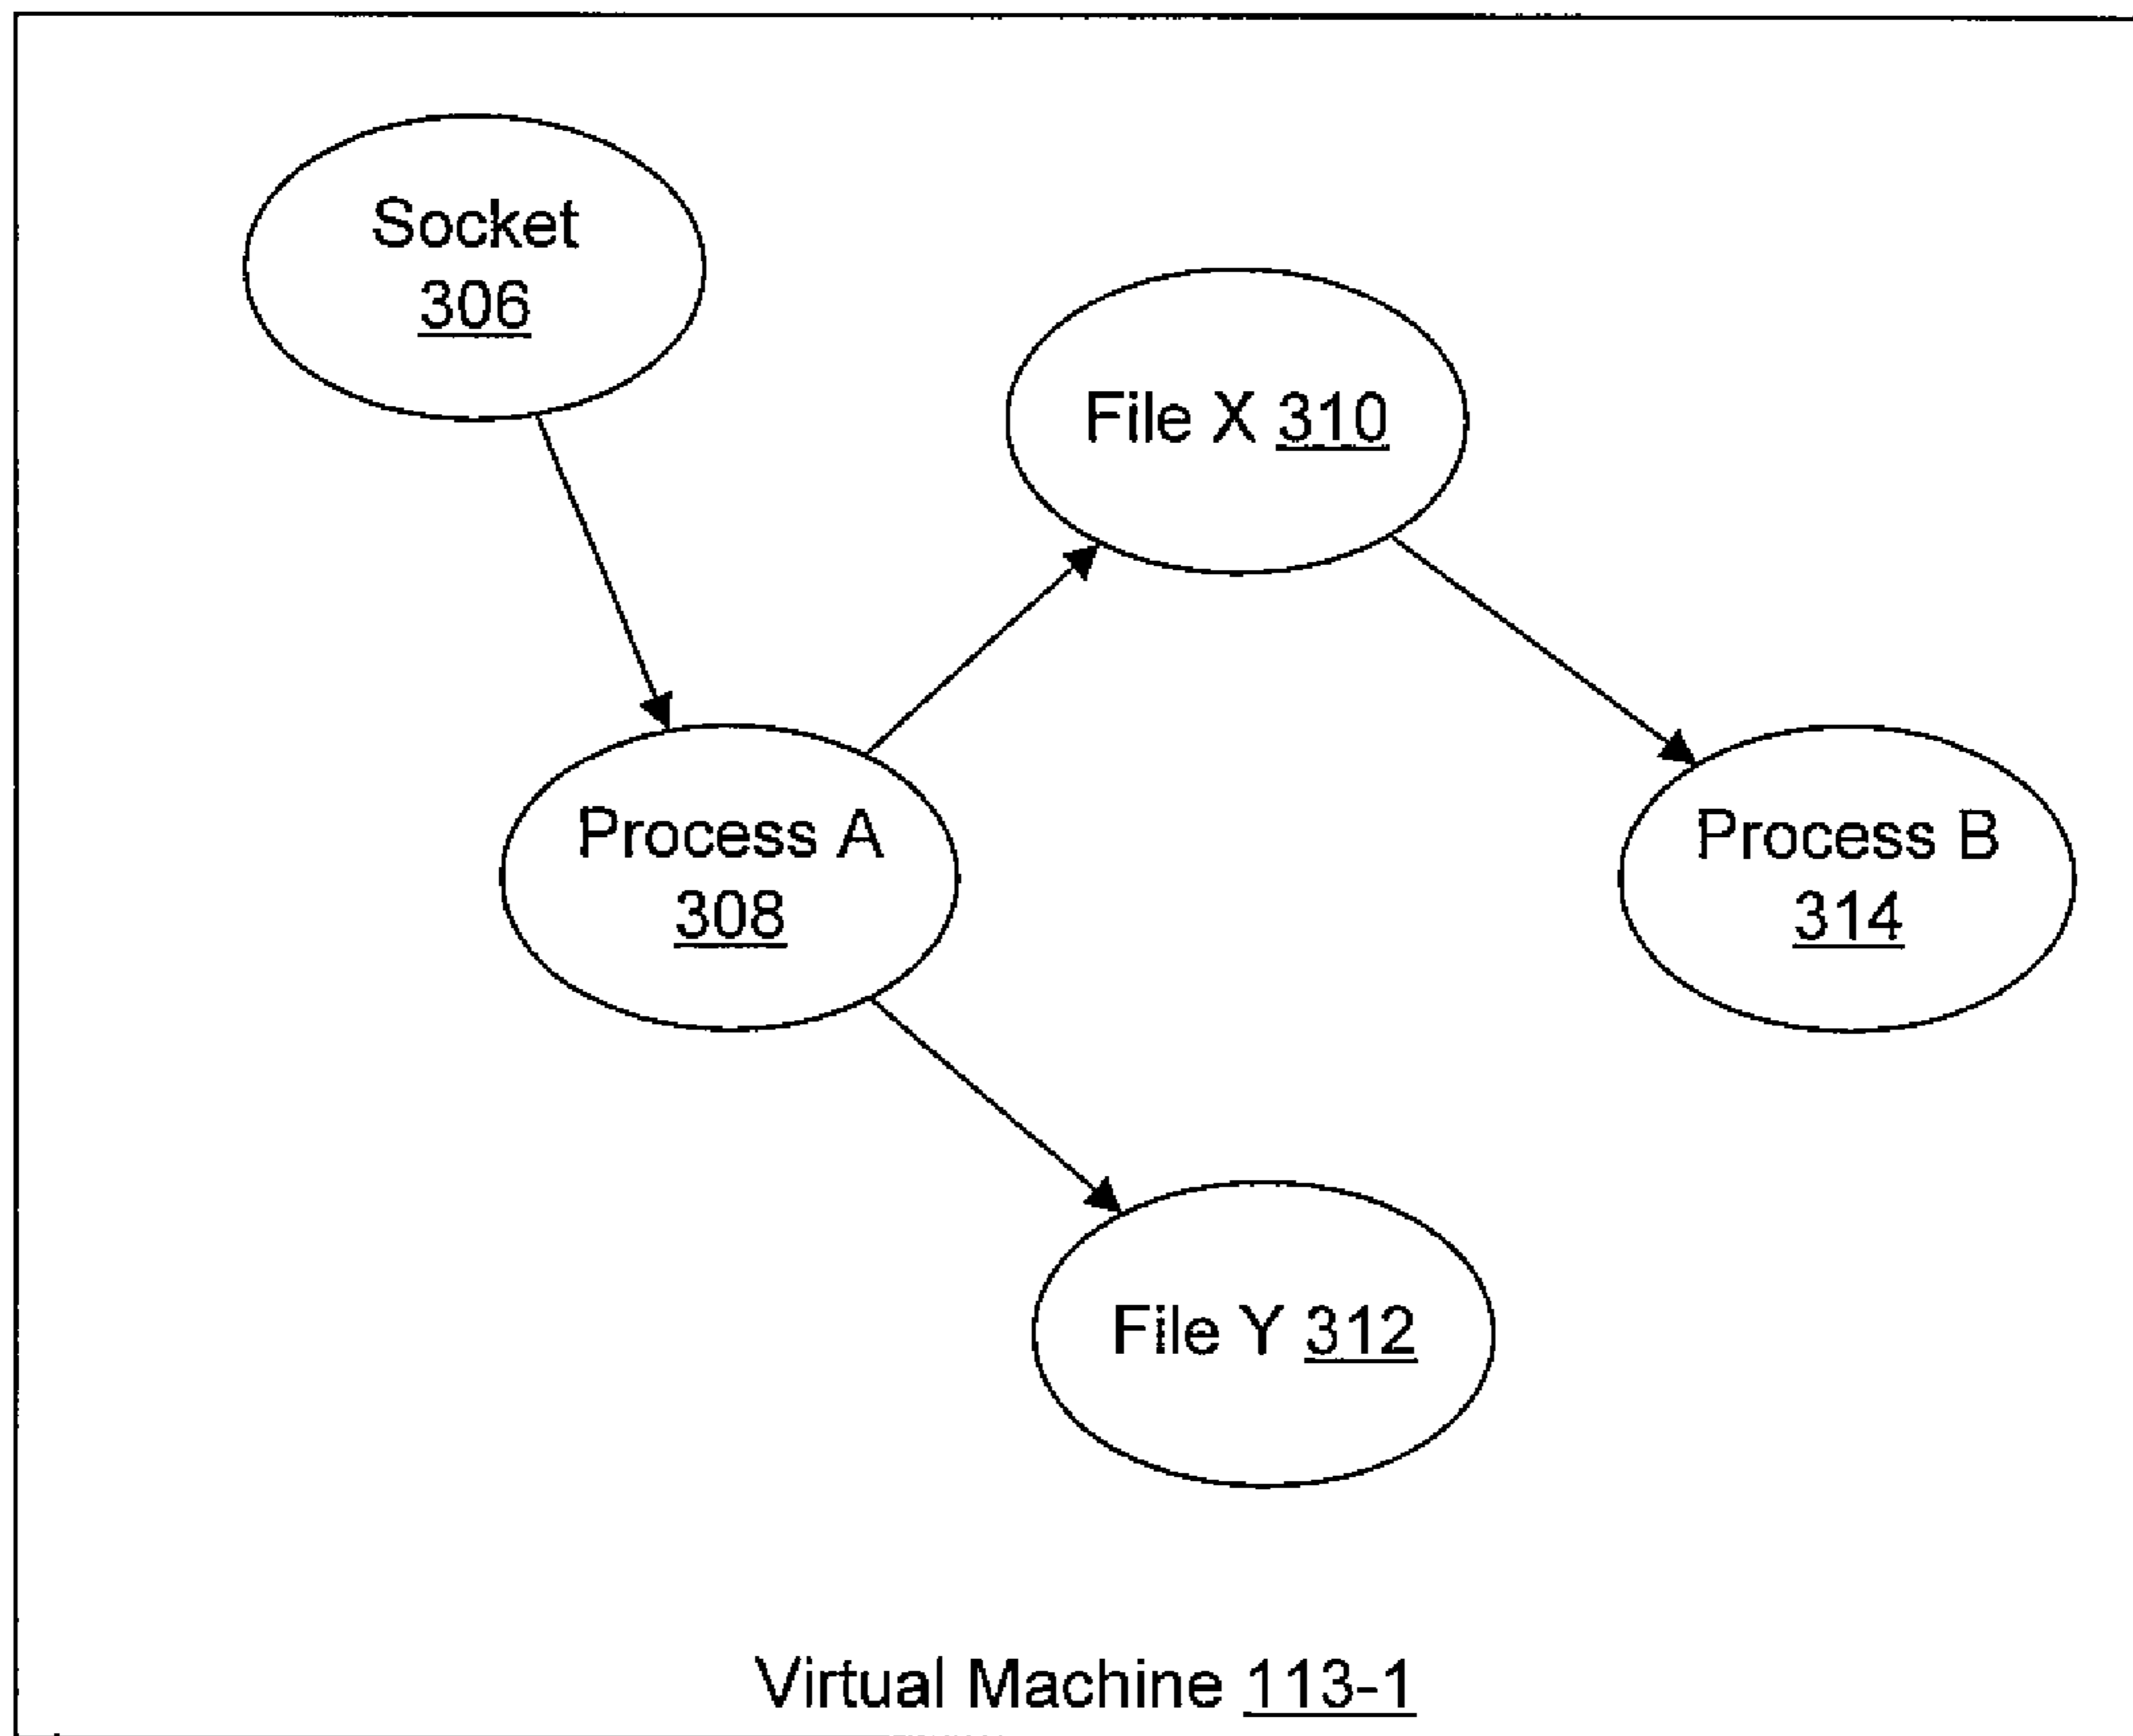 Socket
306
File X 310
Process A
308
Process B
314
File Y 312
Virtual Machine 113-1